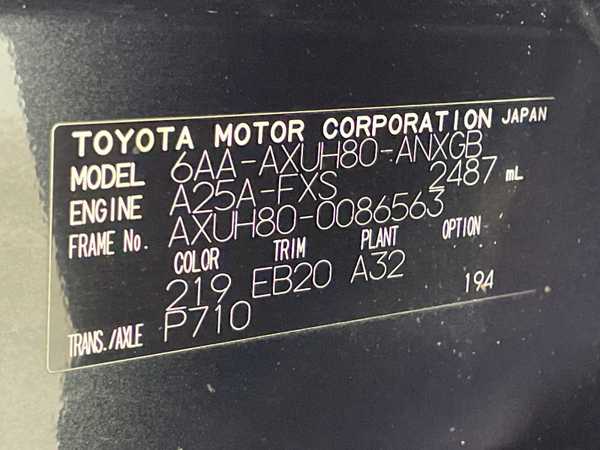 TOYOTA MOTOR CORPORATION JAPAN
MODEL 6AA-AXUH80-ANXGB
ENGINE A25A-FXS 2487 mL
FRAME No. AXUH80-0086563
COLOR TRIM PLANT OPTION
219 EB20 A32 194
TRANS./AXLE P710